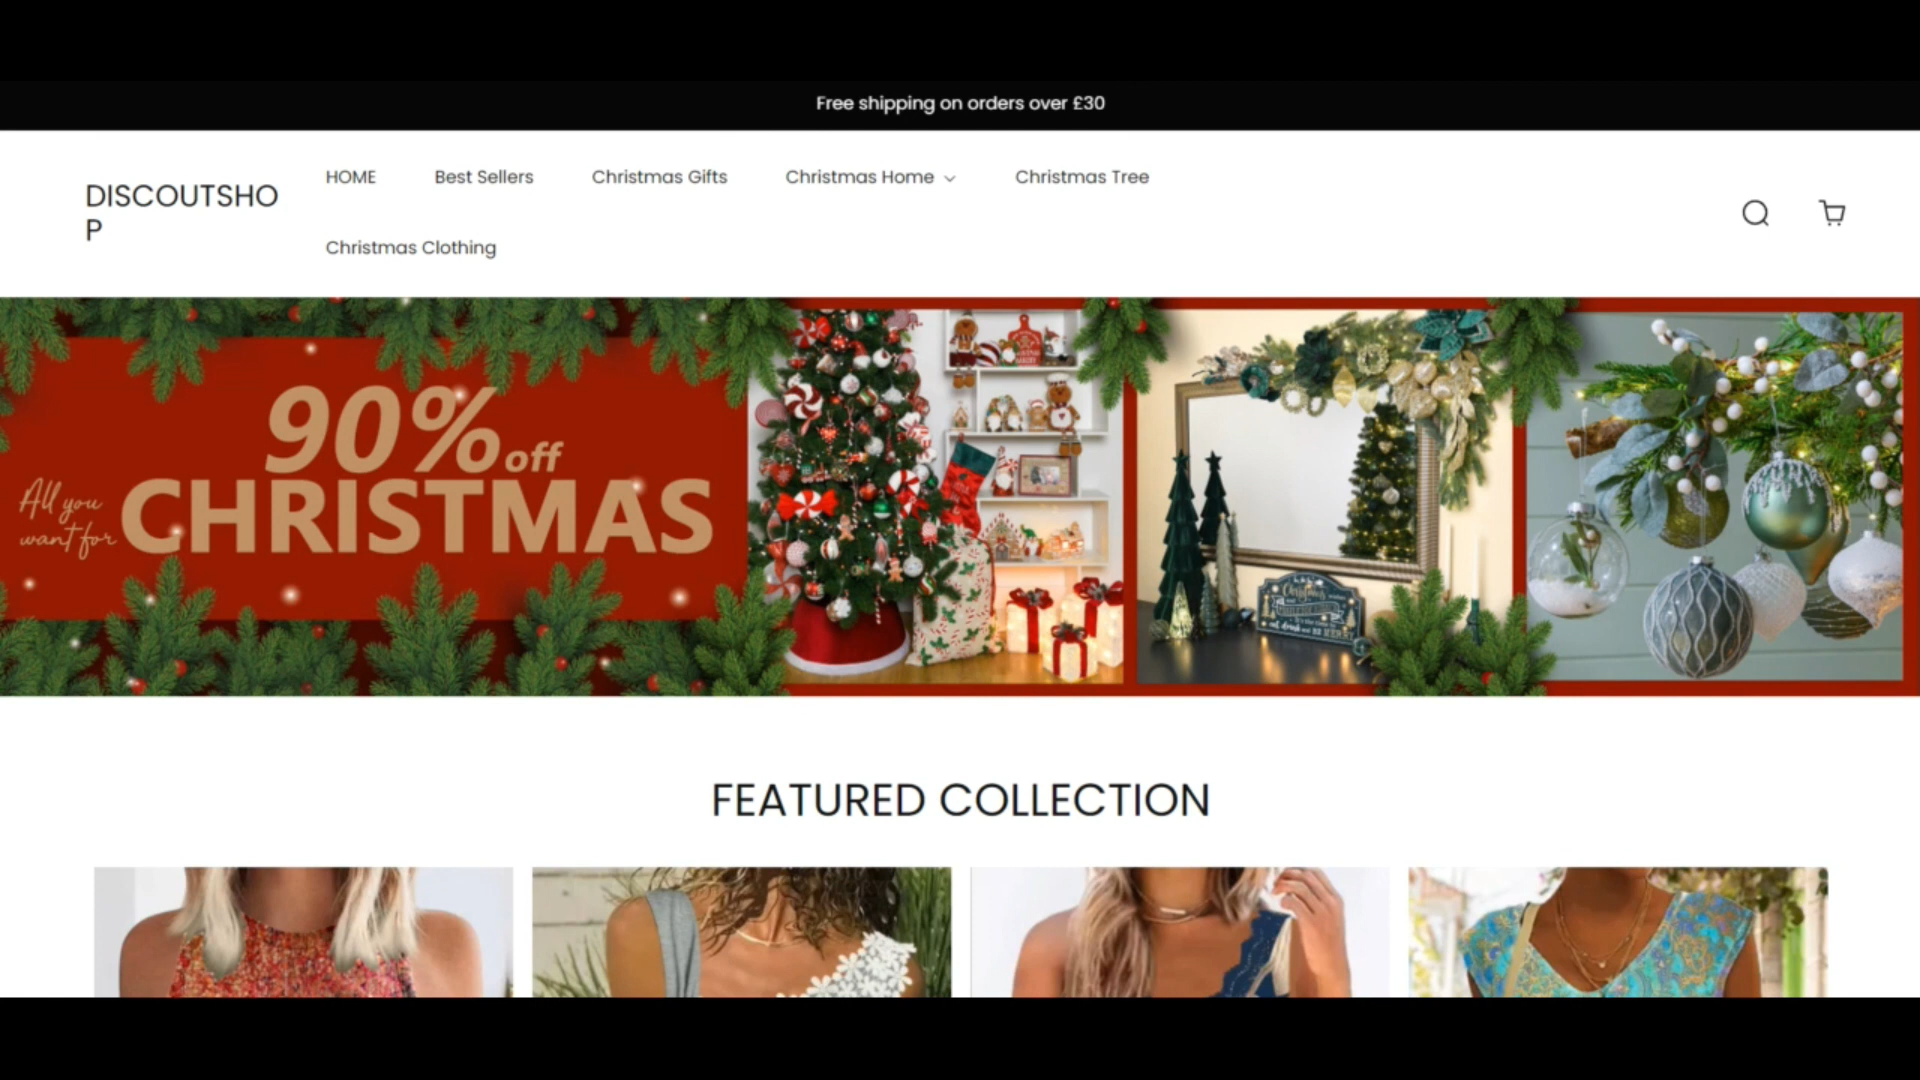 Free shipping on orders over £30
DISCOUTSHO
P
HOME Best Sellers Christmas Gifts Christmas Home Christmas Tree
Christmas Clothing
90% off
All you
want for
CHRISTMAS
FEATURED COLLECTION